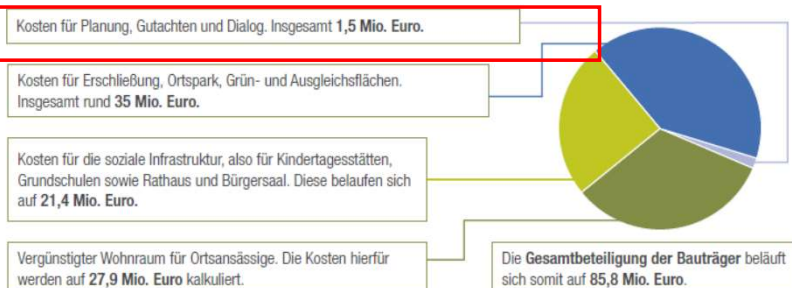 Kosten für Planung, Gutachten und Dialog. Insgesamt 1,5 Mio. Euro.
Kosten für Erschließung, Ortspark, Grün- und Ausgleichsflächen.
Insgesamt rund 35 Mio. Euro.
Kosten für die soziale Infrastruktur, also für Kindertagesstätten,
Grundschulen sowie Rathaus und Bürgersaal. Diese belaufen sich
auf 21,4 Mio. Euro.
Vergünstigter Wohnraum für Ortsansässige. Die Kosten hierfür
werden auf 27,9 Mio. Euro kalkuliert.
Die Gesamtbeteiligung der Bauträger beläuft
sich somit auf 85,8 Mio. Euro.